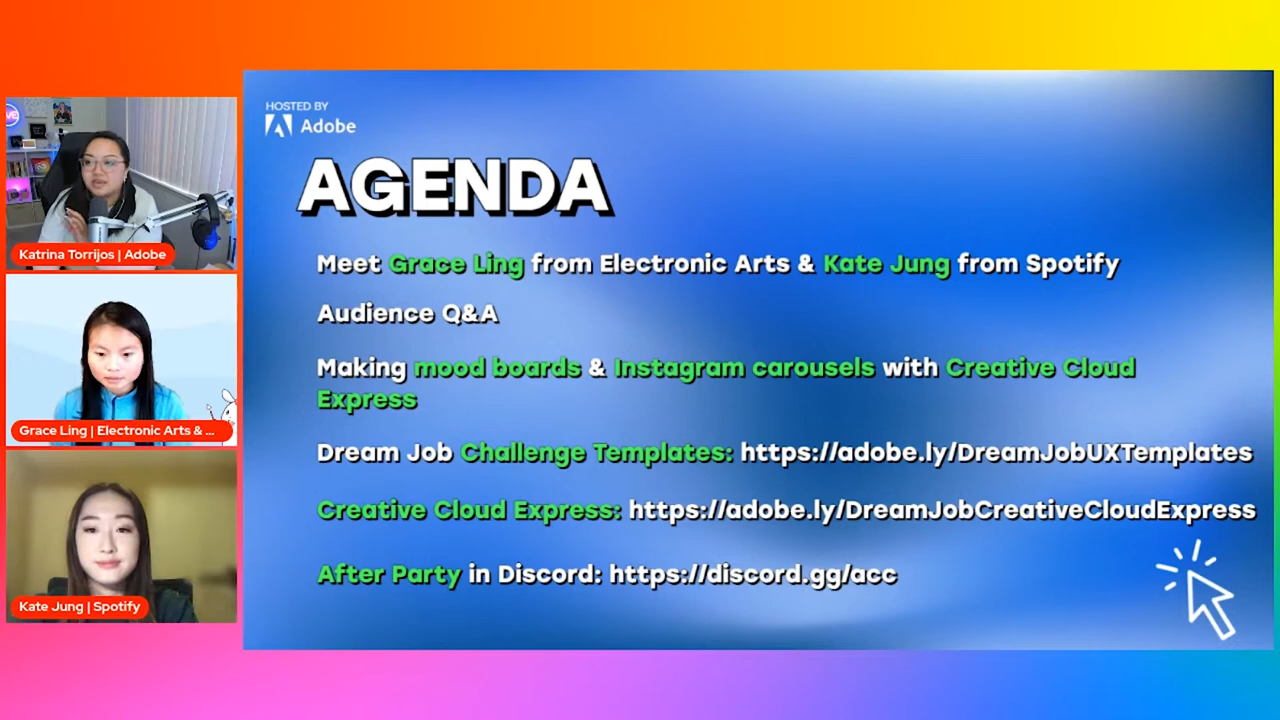 Katrina Torrijos | Adobe
Grace Ling | Electronic Arts & ...
Kate Jung | Spotify
HOSTED BY
Adobe
AGENDA
Meet Grace Ling from Electronic Arts & Kate Jung from Spotify
Audience Q&A
Making mood boards & Instagram carousels with Creative Cloud
Express
Dream Job Challenge Templates: https://adobe.ly/DreamJobUXTemplates
Creative Cloud Express: https://adobe.ly/DreamJobCreativeCloudExpress
After Party in Discord: https://discord.gg/acc